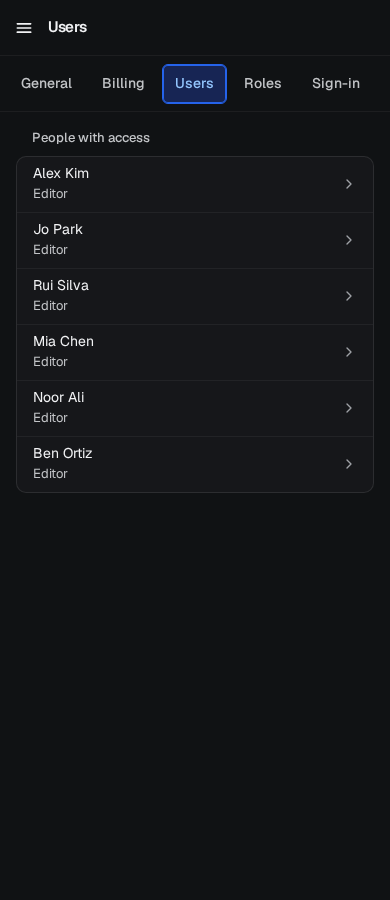 Users
General Billing Users Roles Sign-in
People with access
Alex Kim
Editor
Jo Park
Editor
Rui Silva
Editor
Mia Chen
Editor
Noor Ali
Editor
Ben Ortiz
Editor